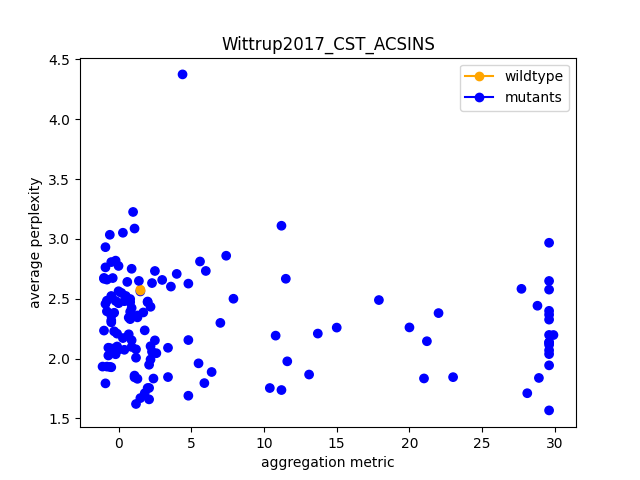 Wittrup2017_CST_ACSINS
4.5
4.0
3.5
3.0
2.5
2.0
1.5
average perplexity
wildtype
mutants
0 5 10 15 20 25 30
aggregation metric